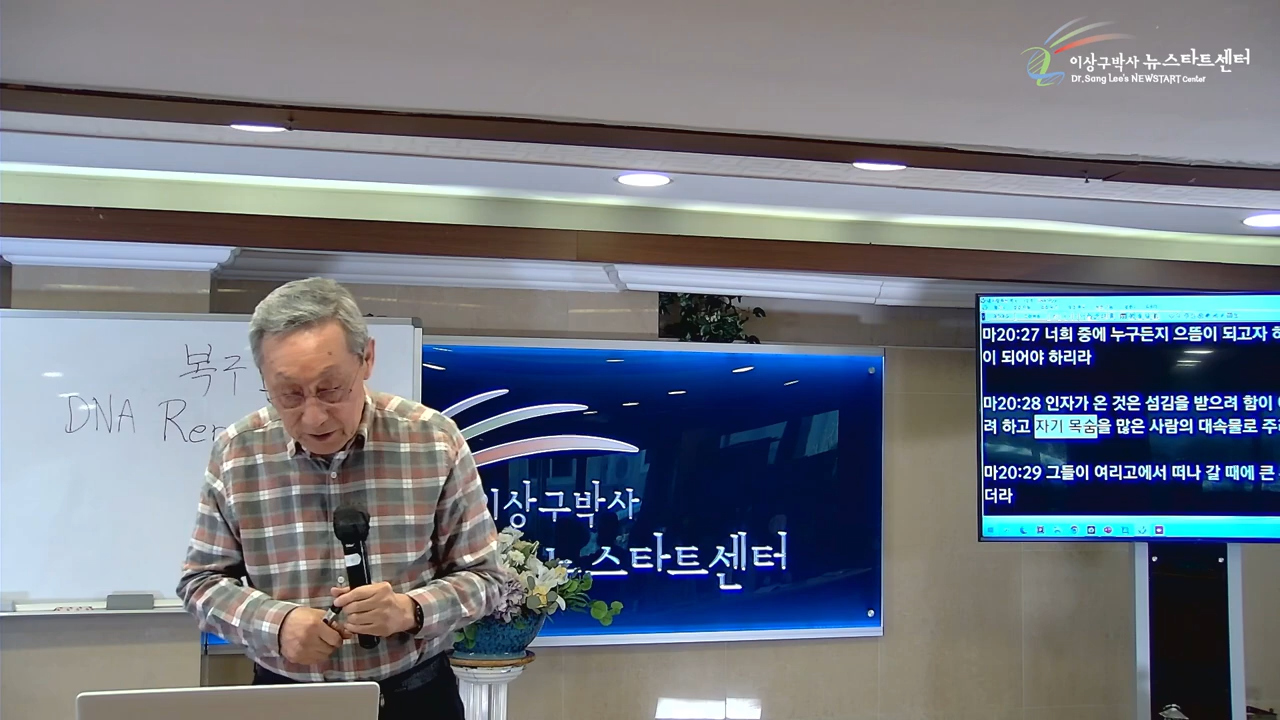 이상구박사 뉴스타트센터
Dr. Sang Lee's NEWSTART Center
복구
DNA Re
이상구박사
뉴스타트센터
마20:27 너희 중에 누구든지 으뜸이 되고자
이 되어야 하리라
마20:28 인자가 온 것은 섬김을 받으려 함이
려 하고 자기 목숨을 많은 사람의 대속물로
마20:29 그들이 여리고에서 떠나 갈 때에 큰
더라